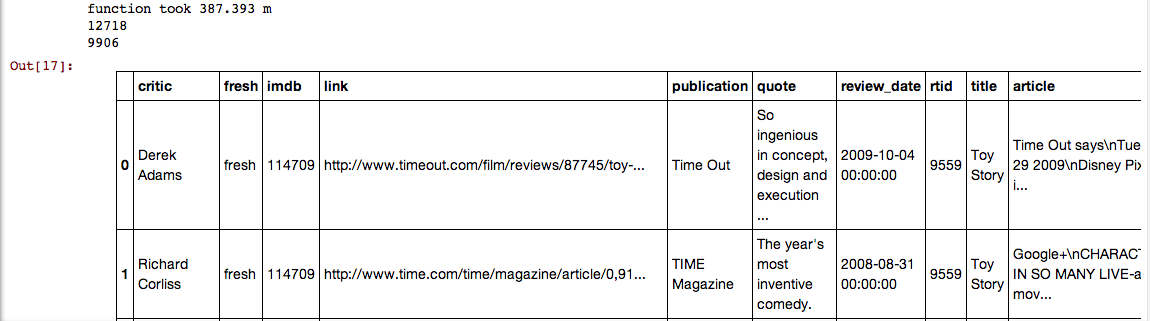 function took 387.393 m
12718
9906
Out[17]:
critic fresh imdb link publication quote review_date rtid title article
0 Derek Adams fresh 114709 http://www.timeout.com/film/reviews/87745/toy-... Time Out So ingenious in concept, design and execution ... 2009-10-04 00:00:00 9559 Toy Story Time Out says\nTue 29 2009\nDisney Pix i...
1 Richard Corliss fresh 114709 http://www.time.com/time/magazine/article/0,91... TIME Magazine The year's most inventive comedy. 2008-08-31 00:00:00 9559 Toy Story Google+\nCHARACT IN SO MANY LIVE-a mov...